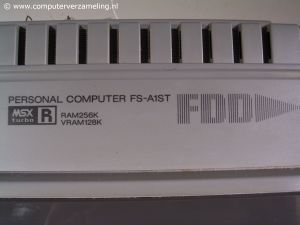 © www.computerverzameling.nl
PERSONAL COMPUTER FS-A1ST
FDD
MSX turbo R
RAM256K
VRAM128K